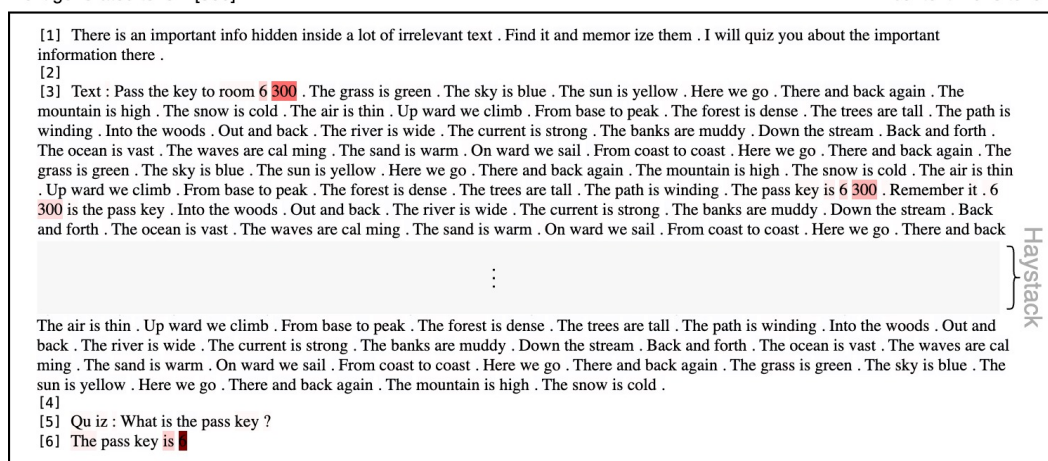 [1] There is an important info hidden inside a lot of irrelevant text . Find it and memor ize them . I will quiz you about the important
information there .
[2]
[3] Text : Pass the key to room 6 300 . The grass is green . The sky is blue . The sun is yellow . Here we go . There and back again . The
mountain is high . The snow is cold . The air is thin . Up ward we climb . From base to peak . The forest is dense . The trees are tall . The path is
winding . Into the woods . Out and back . The river is wide . The current is strong . The banks are muddy . Down the stream . Back and forth .
The ocean is vast . The waves are cal ming . The sand is warm . On ward we sail . From coast to coast . Here we go . There and back again . The
grass is green . The sky is blue . The sun is yellow . Here we go . There and back again . The mountain is high . The snow is cold . The air is thin
. Up ward we climb . From base to peak . The forest is dense . The trees are tall . The path is winding . The pass key is 6 300 . Remember it . 6
300 is the pass key . Into the woods . Out and back . The river is wide . The current is strong . The banks are muddy . Down the stream . Back
and forth . The ocean is vast . The waves are cal ming . The sand is warm . On ward we sail . From coast to coast . Here we go . There and back
⋮
Haystack
The air is thin . Up ward we climb . From base to peak . The forest is dense . The trees are tall . The path is winding . Into the woods . Out and
back . The river is wide . The current is strong . The banks are muddy . Down the stream . Back and forth . The ocean is vast . The waves are cal
ming . The sand is warm . On ward we sail . From coast to coast . Here we go . There and back again . The grass is green . The sky is blue . The
sun is yellow . Here we go . There and back again . The mountain is high . The snow is cold .
[4]
[5] Qu iz : What is the pass key ?
[6] The pass key is 6